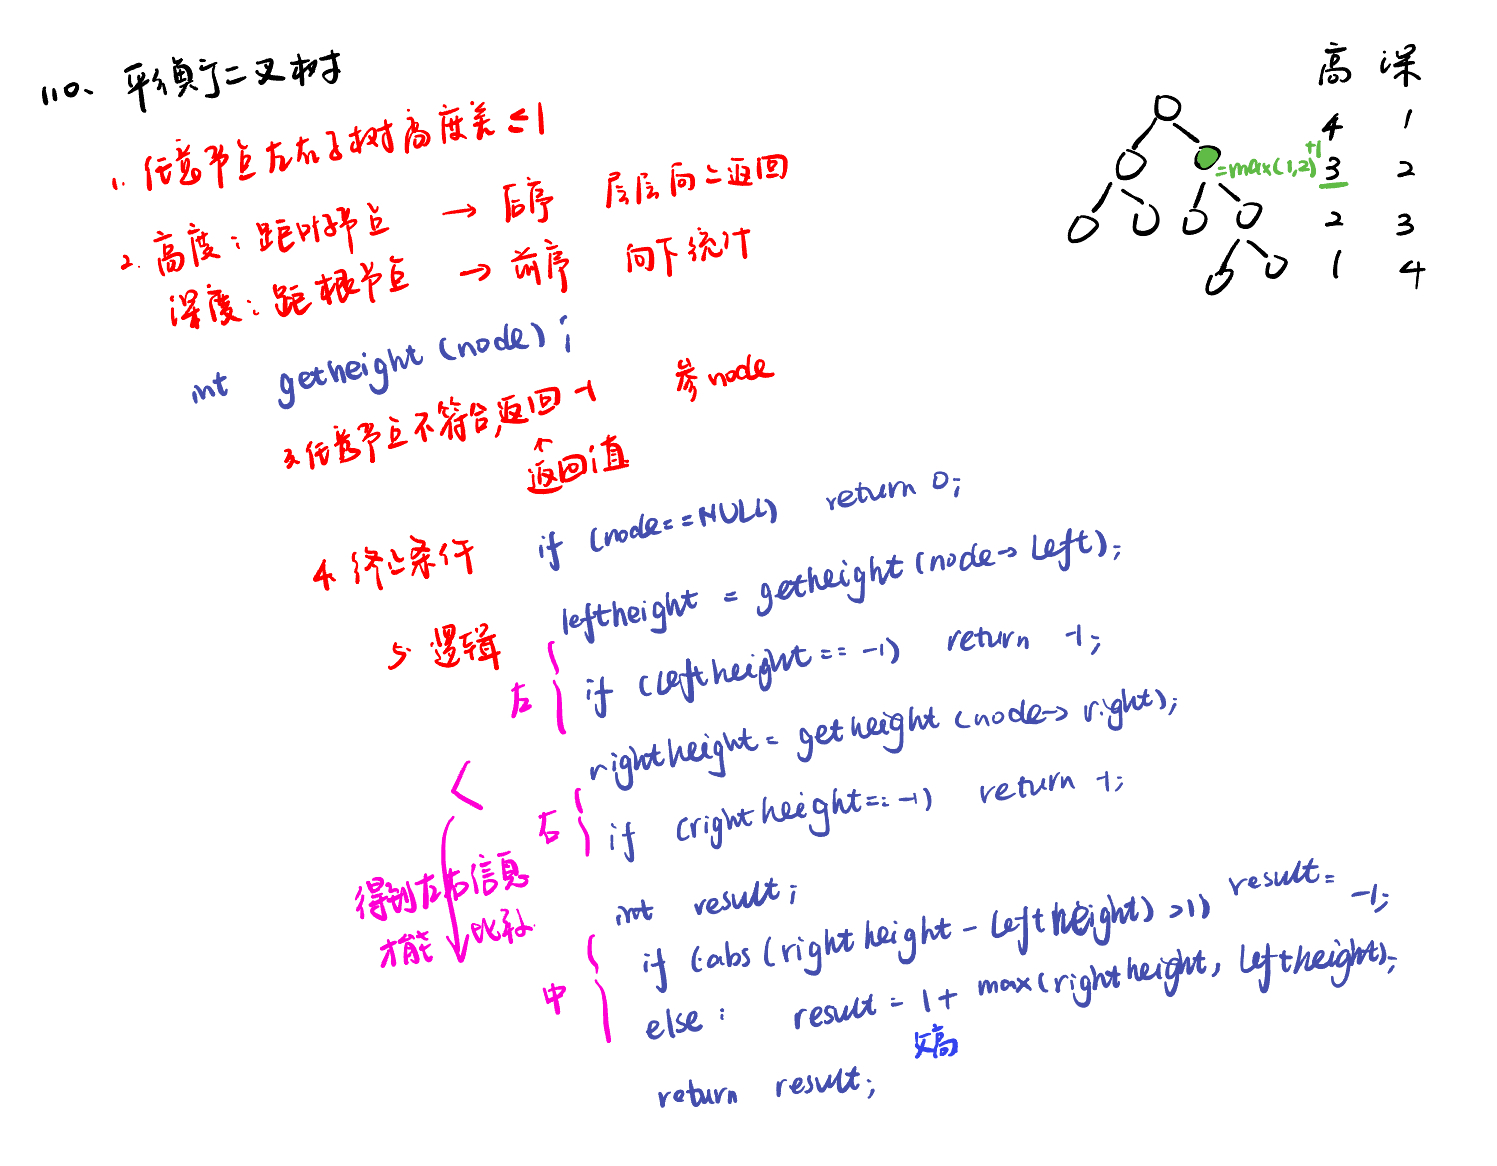 110、平衡二叉树
高 深
4 1
3 2
2 3
1 4
=max(1,2)+1
1. 任意节点左右子树高度差≤1
2. 高度：距叶子节点 → 后序 层层向上返回
深度：距根节点 → 前序 向下统计
int getheight(node);
3. 任意节点不符合,返回-1 参node
↑
返回值
4. 终止条件 if (node==NULL) return 0;
5. 逻辑 leftheight = getheight(node->left);
左 if (leftheight == -1) return -1;
rightheight = getheight(node->right);
右 if (rightheight == -1) return -1;
得到左右信息
才能比较
int result;
中 if (abs(rightheight - leftheight) >1) result = -1;
else: result = 1+ max(rightheight, leftheight);
父高
return result;